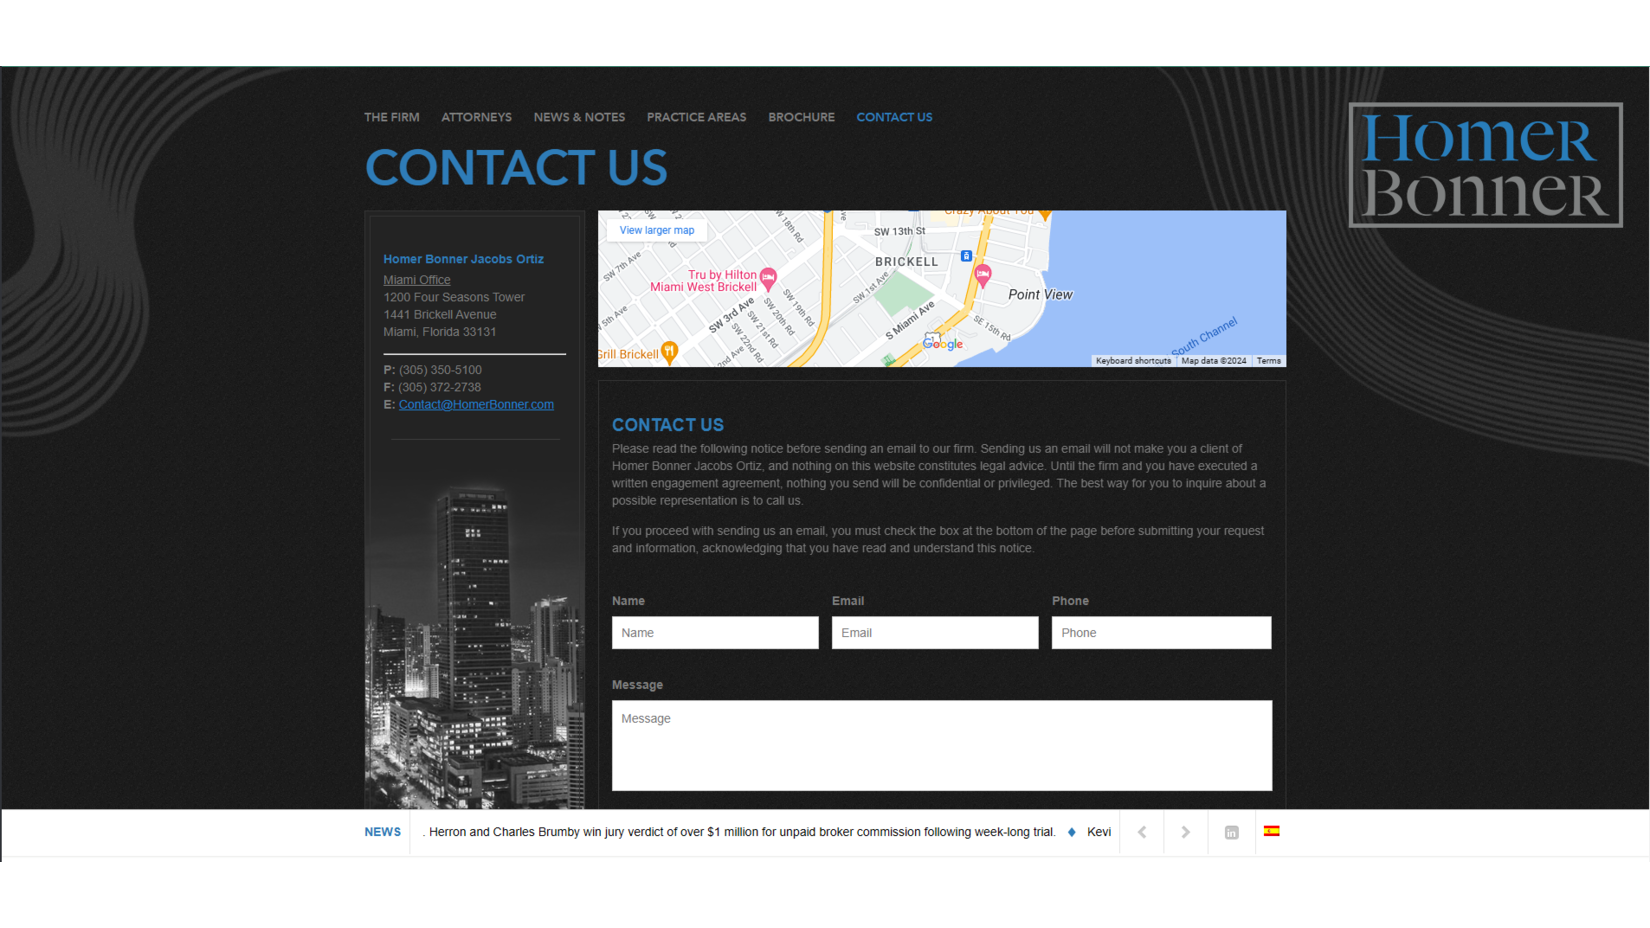 THE FIRM ATTORNEYS NEWS & NOTES PRACTICE AREAS BROCHURE CONTACT US
Homer
Bonner
CONTACT US
Homer Bonner Jacobs Ortiz
Miami Office
1200 Four Seasons Tower
1441 Brickell Avenue
Miami, Florida 33131
P: (305) 350-5100
F: (305) 372-2738
E: Contact@HomerBonner.com
Crazy About You
View larger map
SW 18th Rd
SW 13th St
BRICKELL
SW 7th Ave
Tru by Hilton
Miami West Brickell
SW 1st Ave
SW 19th Rd
Point View
SW 3rd Ave
SW 20th Rd
SW 21st Rd
SW 22nd Rd
S Miami Ave
SE 15th Rd
5th Ave
2nd Ave
Grill Brickell
Google
South Channel
Keyboard shortcuts Map data ©2024 Terms
CONTACT US
Please read the following notice before sending an email to our firm. Sending us an email will not make you a client of
Homer Bonner Jacobs Ortiz, and nothing on this website constitutes legal advice. Until the firm and you have executed a
written engagement agreement, nothing you send will be confidential or privileged. The best way for you to inquire about a
possible representation is to call us.
If you proceed with sending us an email, you must check the box at the bottom of the page before submitting your request
and information, acknowledging that you have read and understand this notice.
Name Email Phone
Name Email Phone
Message
Message
NEWS . Herron and Charles Brumby win jury verdict of over $1 million for unpaid broker commission following week-long trial. ♦ Kevi
in